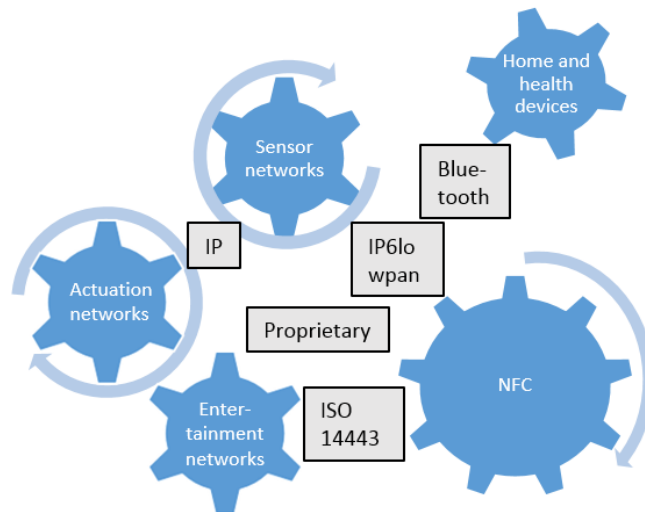 Home and
health
devices
Sensor
networks
Blue-
tooth
IP
IP6lo
wpan
Actuation
networks
Proprietary
NFC
Enter-
tainment
networks
ISO
14443